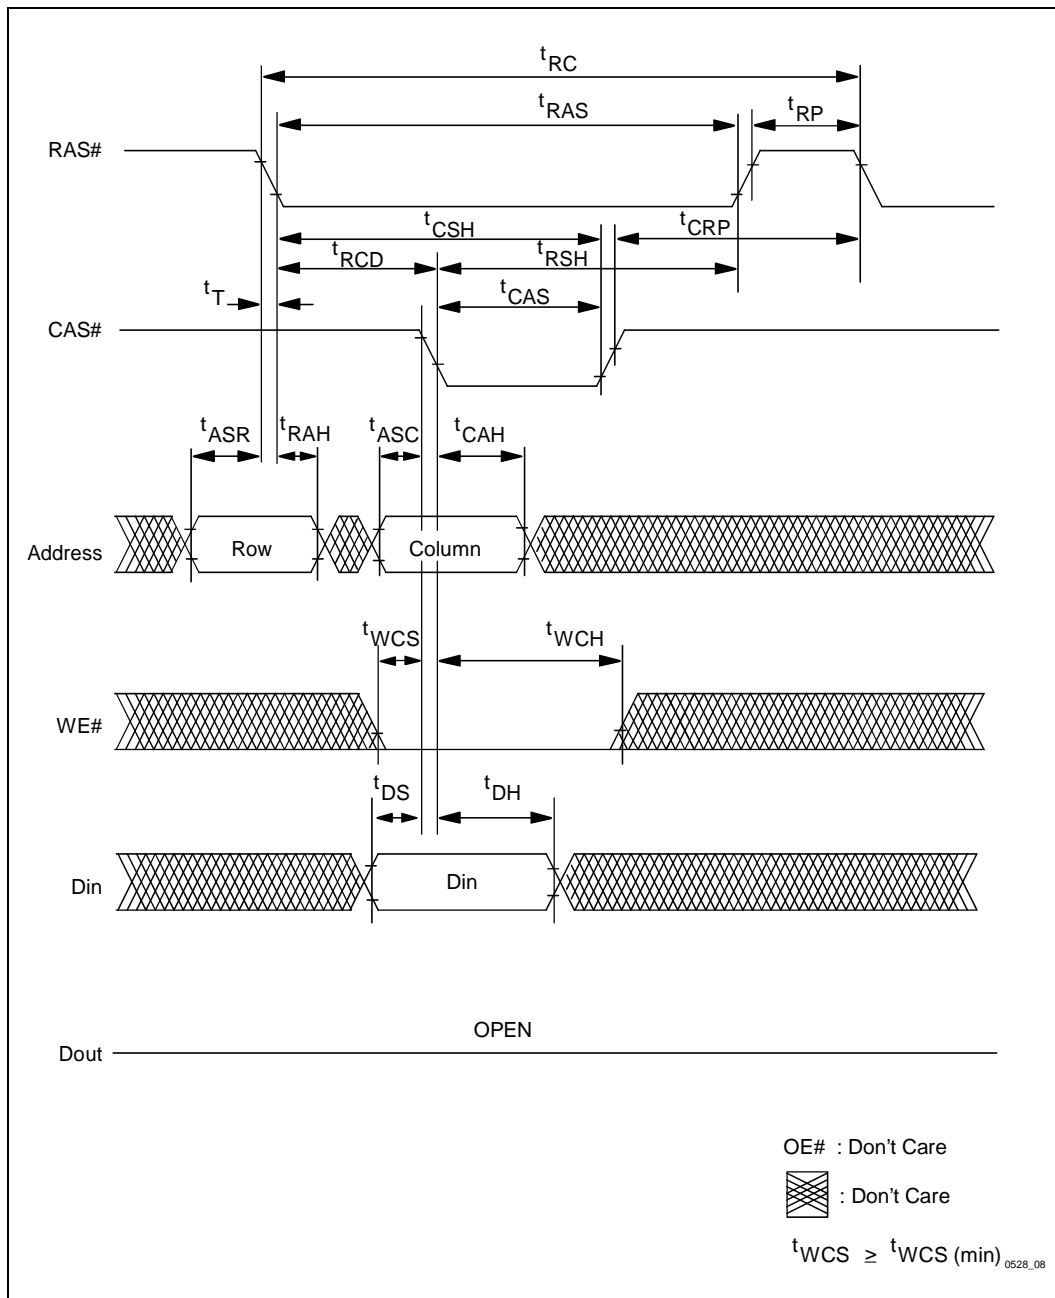 tRC
tRAS
tRP
RAS#
tCSH
tCRP
tRCD
tRSH
tT
tCAS
CAS#
tASR
tRAH
tASC
tCAH
Address
Row
Column
tWCS
tWCH
WE#
tDS
tDH
Din
Din
OPEN
Dout
OE# : Don't Care
: Don't Care
tWCS ≥ tWCS (min)
0528_08